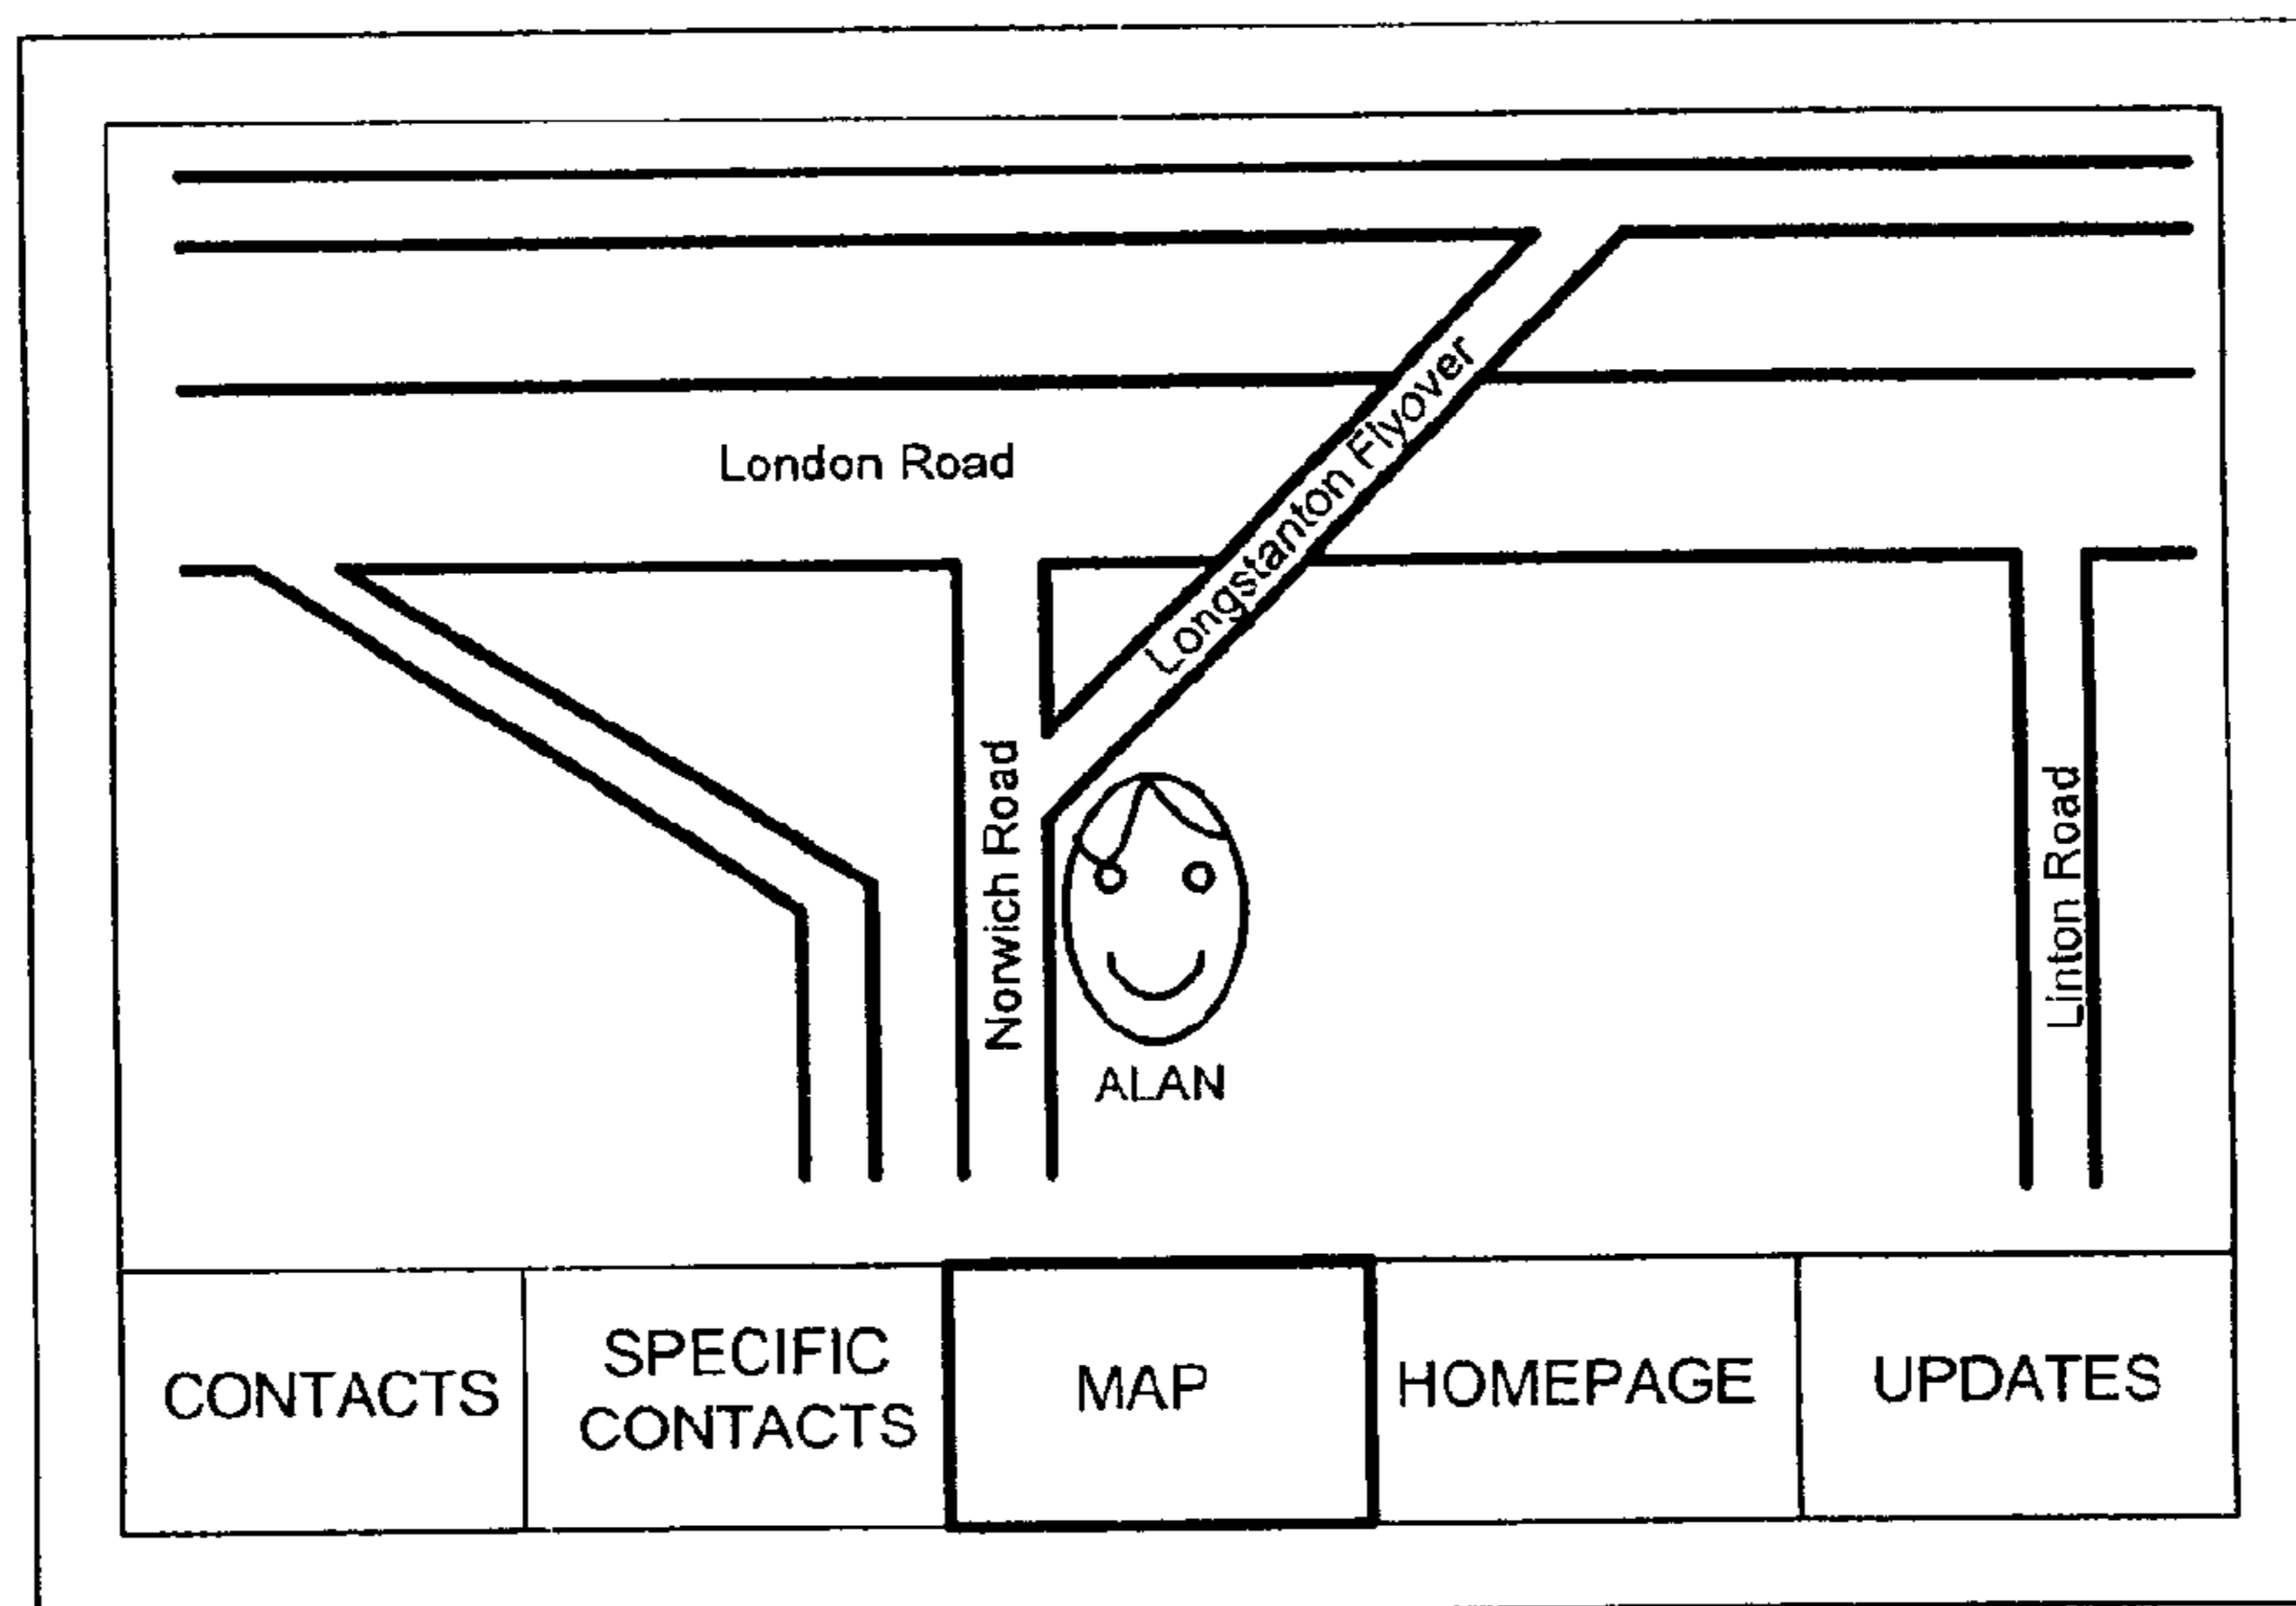 London Road
Longstanton Flyover
Norwich Road
Linton Road
ALAN
CONTACTS
SPECIFIC
CONTACTS
MAP
HOMEPAGE
UPDATES